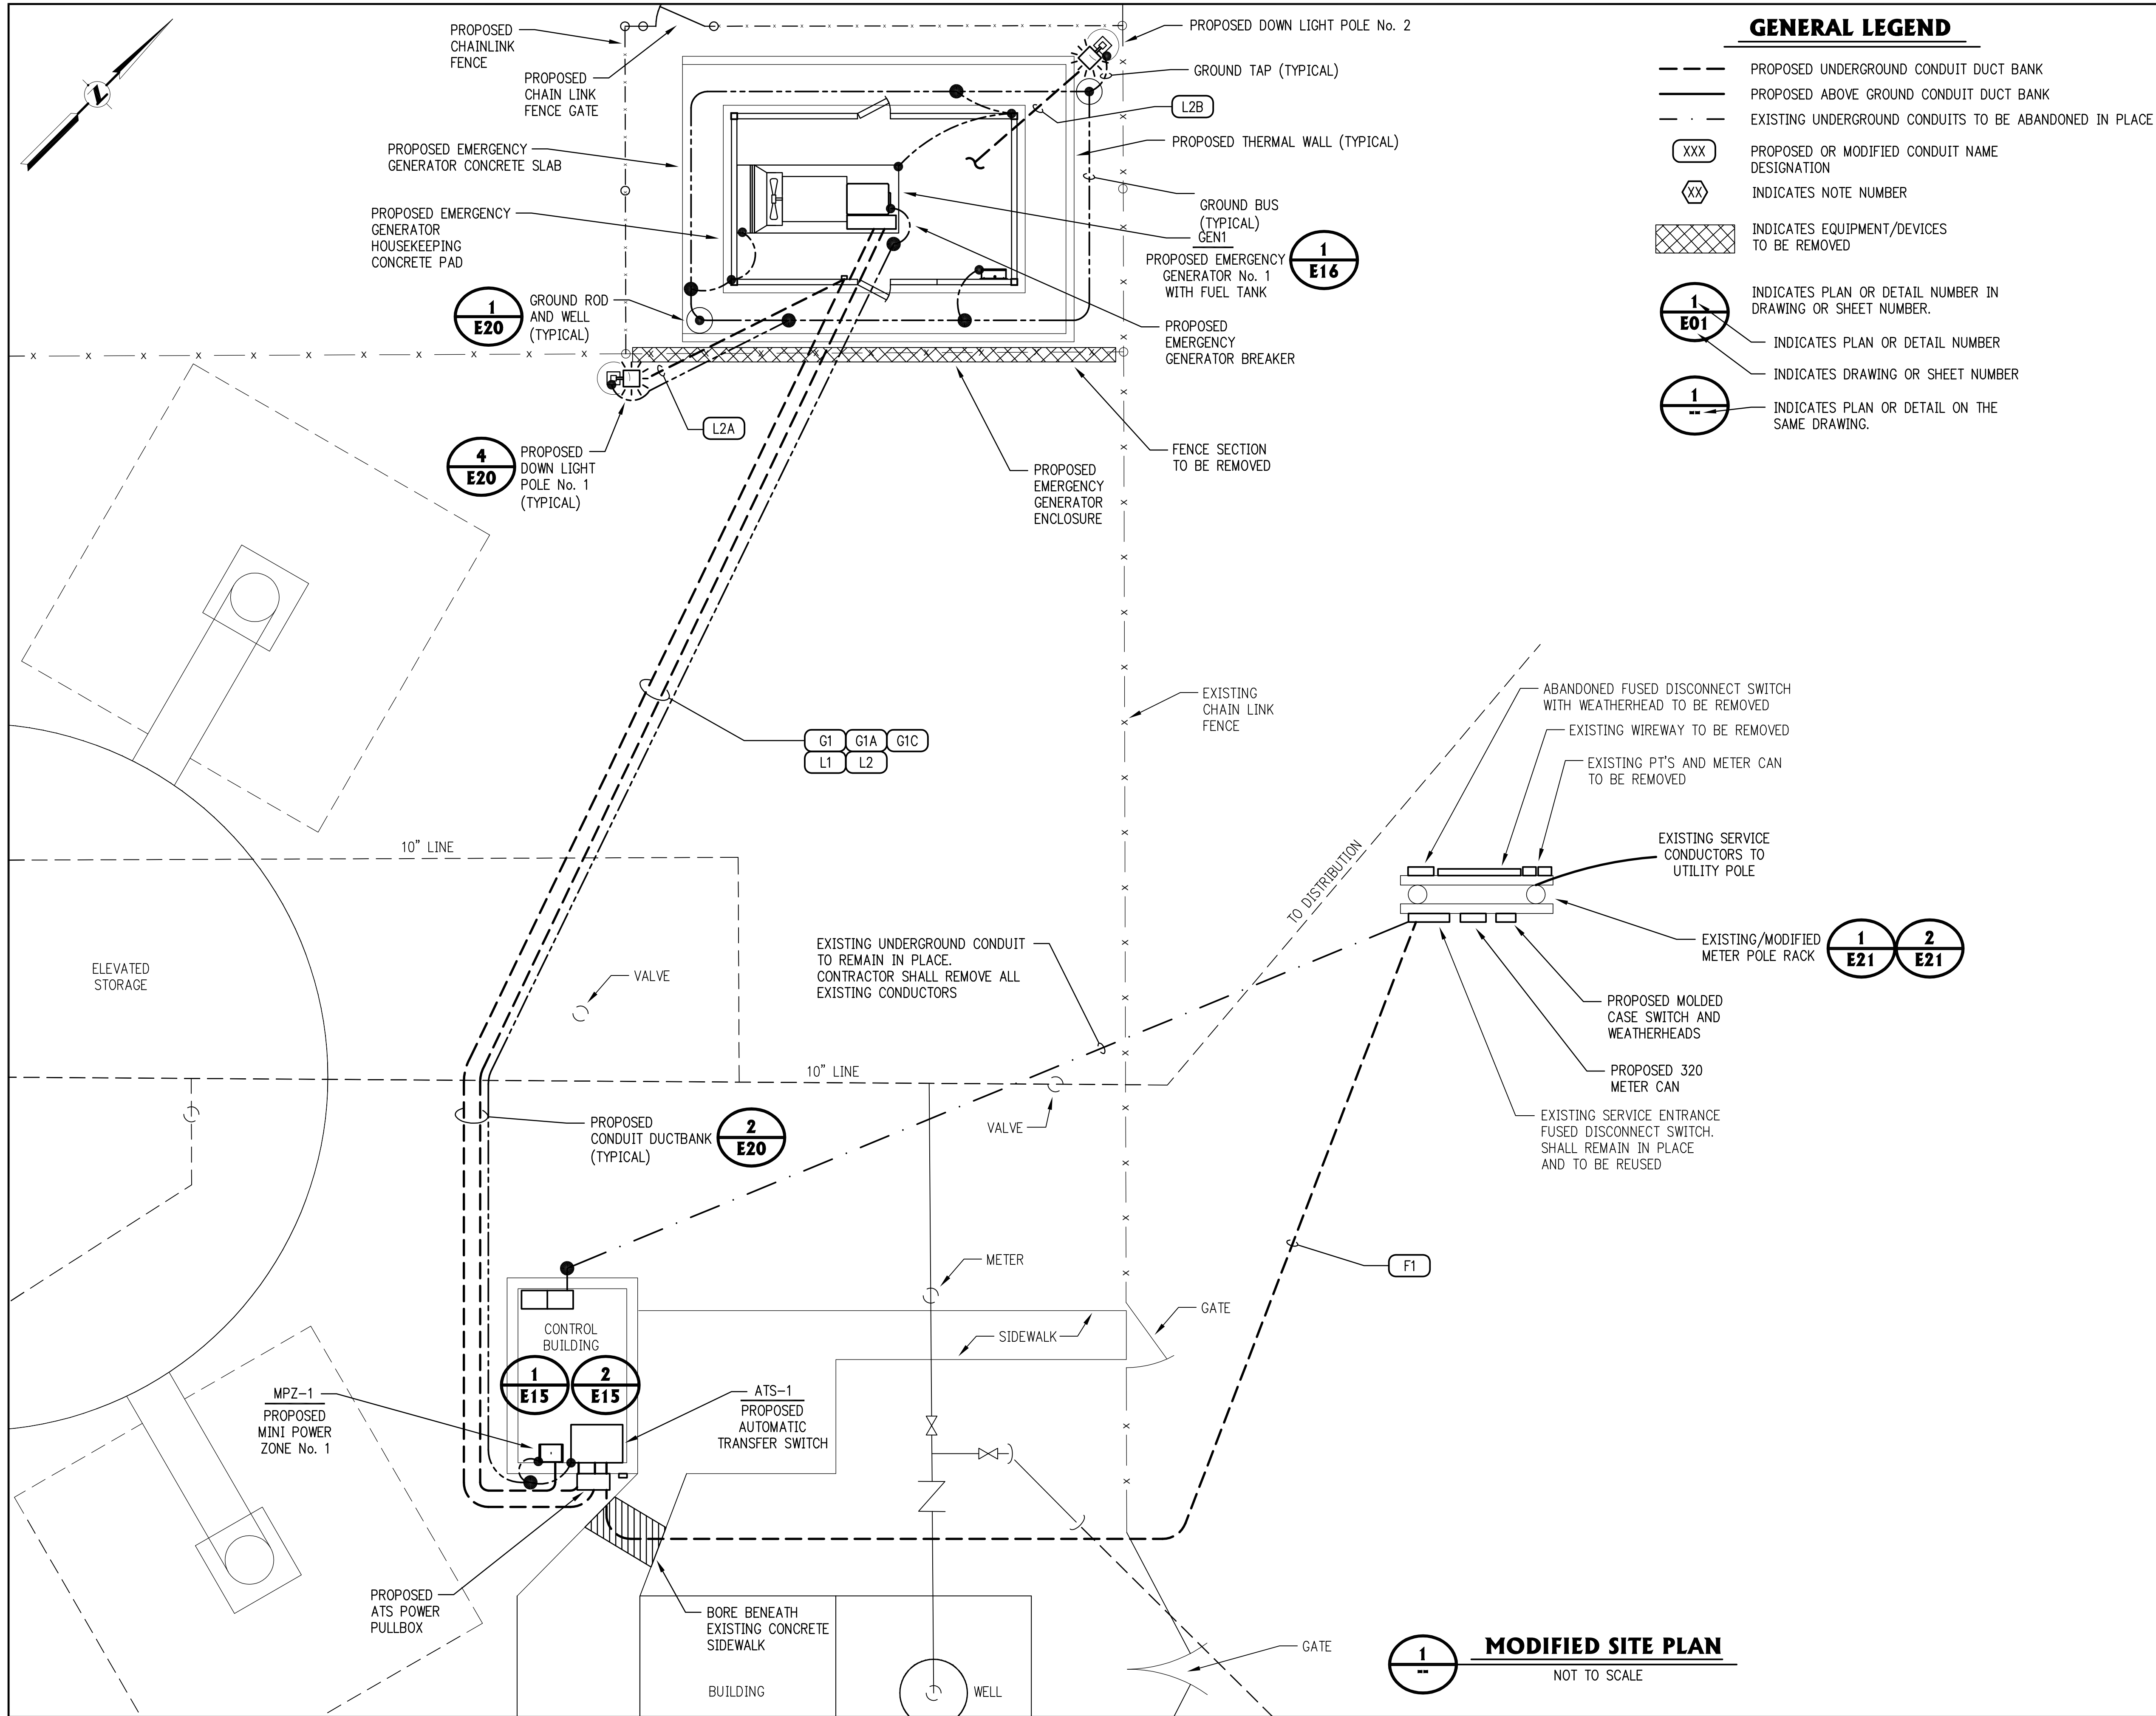 PROPOSED
CHAINLINK
FENCE
PROPOSED
CHAIN LINK
FENCE GATE
PROPOSED EMERGENCY
GENERATOR CONCRETE SLAB
PROPOSED EMERGENCY
GENERATOR
HOUSEKEEPING
CONCRETE PAD
1
E20
GROUND ROD
AND WELL
(TYPICAL)
4
E20
PROPOSED
DOWN LIGHT
POLE No. 1
(TYPICAL)
L2A
PROPOSED DOWN LIGHT POLE No. 2
GROUND TAP (TYPICAL)
L2B
PROPOSED THERMAL WALL (TYPICAL)
GROUND BUS
(TYPICAL)
GEN1
PROPOSED EMERGENCY
GENERATOR No. 1
WITH FUEL TANK
1
E16
PROPOSED
EMERGENCY
GENERATOR BREAKER
FENCE SECTION
TO BE REMOVED
PROPOSED
EMERGENCY
GENERATOR
ENCLOSURE
GENERAL LEGEND
PROPOSED UNDERGROUND CONDUIT DUCT BANK
PROPOSED ABOVE GROUND CONDUIT DUCT BANK
EXISTING UNDERGROUND CONDUITS TO BE ABANDONED IN PLACE
XXX
PROPOSED OR MODIFIED CONDUIT NAME
DESIGNATION
XX
INDICATES NOTE NUMBER
INDICATES EQUIPMENT/DEVICES
TO BE REMOVED
1
E01
INDICATES PLAN OR DETAIL NUMBER IN
DRAWING OR SHEET NUMBER.
INDICATES PLAN OR DETAIL NUMBER
INDICATES DRAWING OR SHEET NUMBER
1
--
INDICATES PLAN OR DETAIL ON THE
SAME DRAWING.
EXISTING
CHAIN LINK
FENCE
G1 G1A G1C
L1 L2
ABANDONED FUSED DISCONNECT SWITCH
WITH WEATHERHEAD TO BE REMOVED
EXISTING WIREWAY TO BE REMOVED
EXISTING PT'S AND METER CAN
TO BE REMOVED
EXISTING SERVICE
CONDUCTORS TO
UTILITY POLE
TO DISTRIBUTION
EXISTING/MODIFIED
METER POLE RACK
1
E21
2
E21
PROPOSED MOLDED
CASE SWITCH AND
WEATHERHEADS
PROPOSED 320
METER CAN
EXISTING SERVICE ENTRANCE
FUSED DISCONNECT SWITCH.
SHALL REMAIN IN PLACE
AND TO BE REUSED
10" LINE
ELEVATED
STORAGE
VALVE
EXISTING UNDERGROUND CONDUIT
TO REMAIN IN PLACE.
CONTRACTOR SHALL REMOVE ALL
EXISTING CONDUCTORS
10" LINE
PROPOSED
CONDUIT DUCTBANK
(TYPICAL)
2
E20
VALVE
METER
F1
GATE
SIDEWALK
CONTROL
BUILDING
1
E15
2
E15
MPZ-1
PROPOSED
MINI POWER
ZONE No. 1
ATS-1
PROPOSED
AUTOMATIC
TRANSFER SWITCH
PROPOSED
ATS POWER
PULLBOX
BORE BENEATH
EXISTING CONCRETE
SIDEWALK
BUILDING
WELL
GATE
1
--
MODIFIED SITE PLAN
NOT TO SCALE